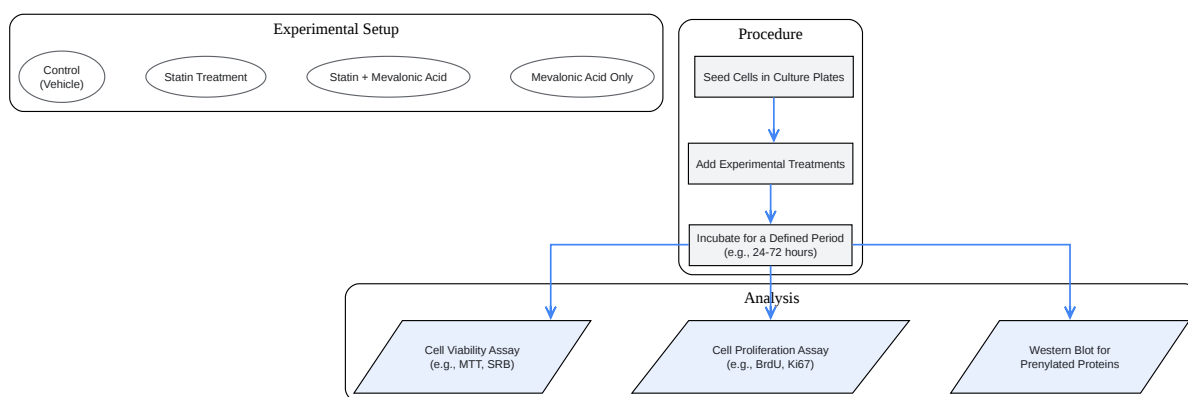 Experimental Setup
Control
(Vehicle)
Statin Treatment
Statin + Mevalonic Acid
Mevalonic Acid Only
Procedure
Seed Cells in Culture Plates
Add Experimental Treatments
Incubate for a Defined Period
(e.g., 24-72 hours)
Analysis
Cell Viability Assay
(e.g., MTT, SRB)
Cell Proliferation Assay
(e.g., BrdU, Ki67)
Western Blot for
Prenylated Proteins